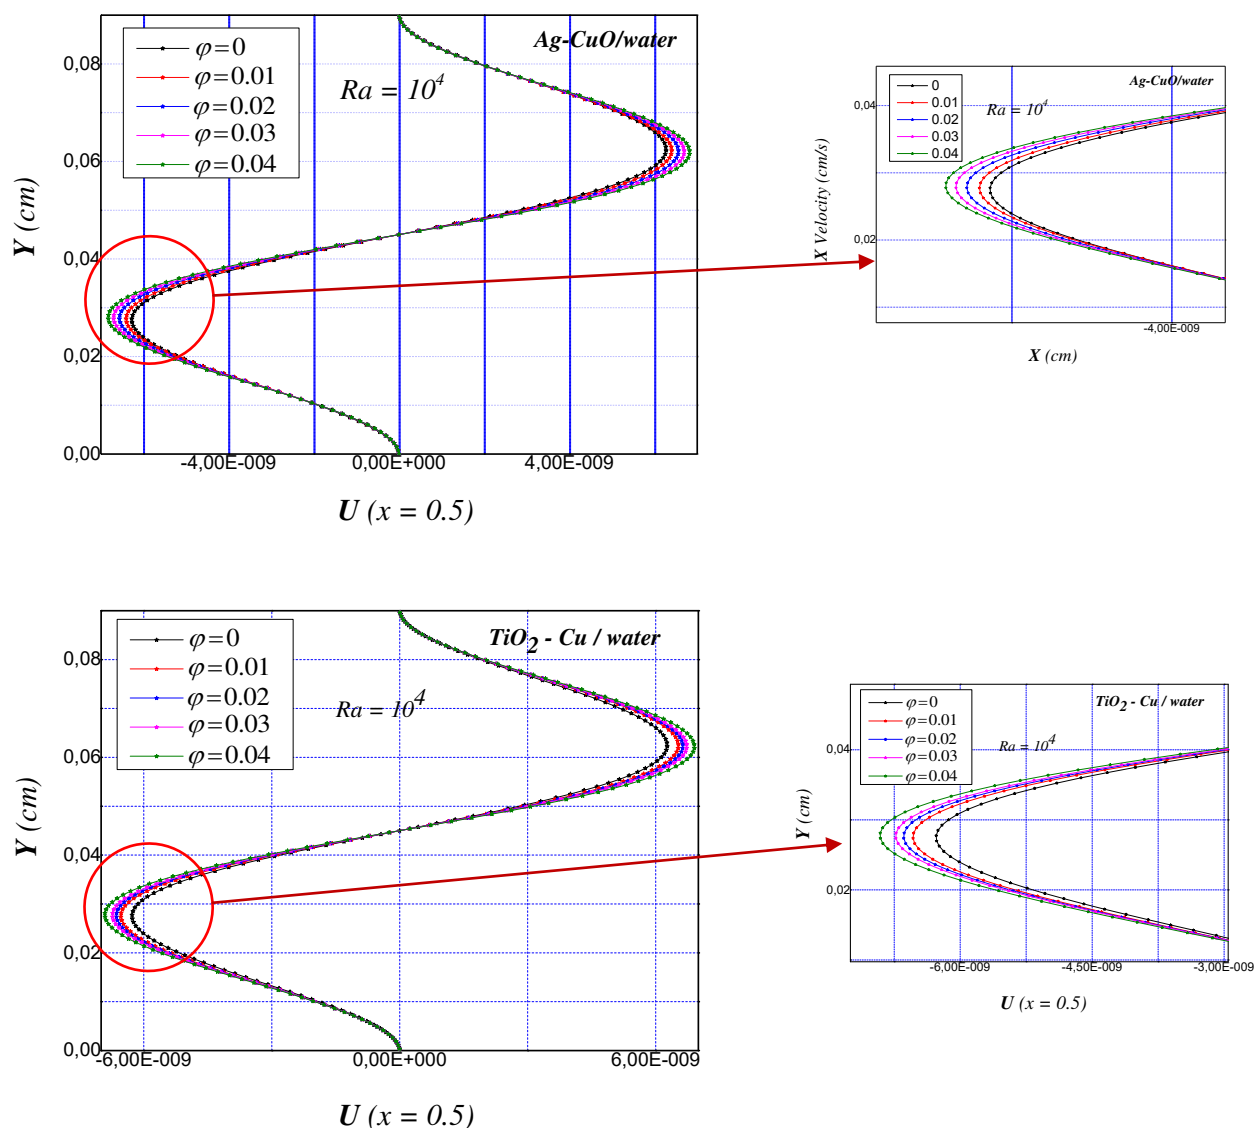 Ag-CuO/water
φ=0
φ=0.01
φ=0.02
φ=0.03
φ=0.04
Ra = 10⁴
0,08
0,06
0,04
0,02
0,00
Y (cm)
-4,00E-009
0,00E+000
4,00E-009
U (x = 0.5)
Ag-CuO/water
0
0.01
0.02
0.03
0.04
Ra = 10⁴
0,04
0,02
X Velocity (cm/s)
-4,00E-009
X (cm)
TiO₂ - Cu / water
φ=0
φ=0.01
φ=0.02
φ=0.03
φ=0.04
Ra = 10⁴
0,08
0,06
0,04
0,02
0,00
Y (cm)
-6,00E-009
0,00E+000
6,00E-009
U (x = 0.5)
TiO₂ - Cu / water
φ=0
φ=0.01
φ=0.02
φ=0.03
φ=0.04
Ra = 10⁴
0,04
0,02
Y (cm)
-6,00E-009
-4,50E-009
-3,00E-009
U (x = 0.5)